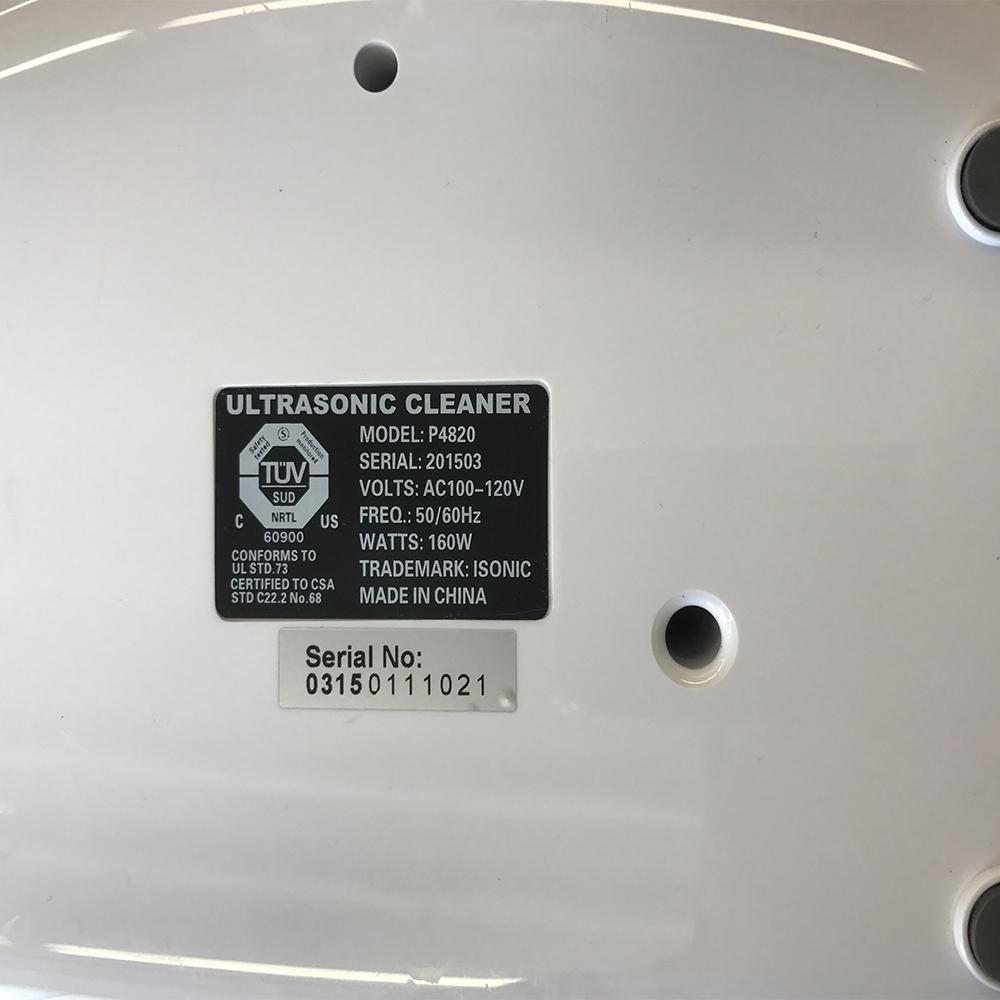 ULTRASONIC CLEANER
Safety tested
S
Production monitored
TÜV
SUD
NRTL
C US
60900
CONFORMS TO
UL STD.73
CERTIFIED TO CSA
STD C22.2 No.68
MODEL: P4820
SERIAL: 201503
VOLTS: AC100-120V
FREQ.: 50/60Hz
WATTS: 160W
TRADEMARK: ISONIC
MADE IN CHINA
Serial No:
03150111021